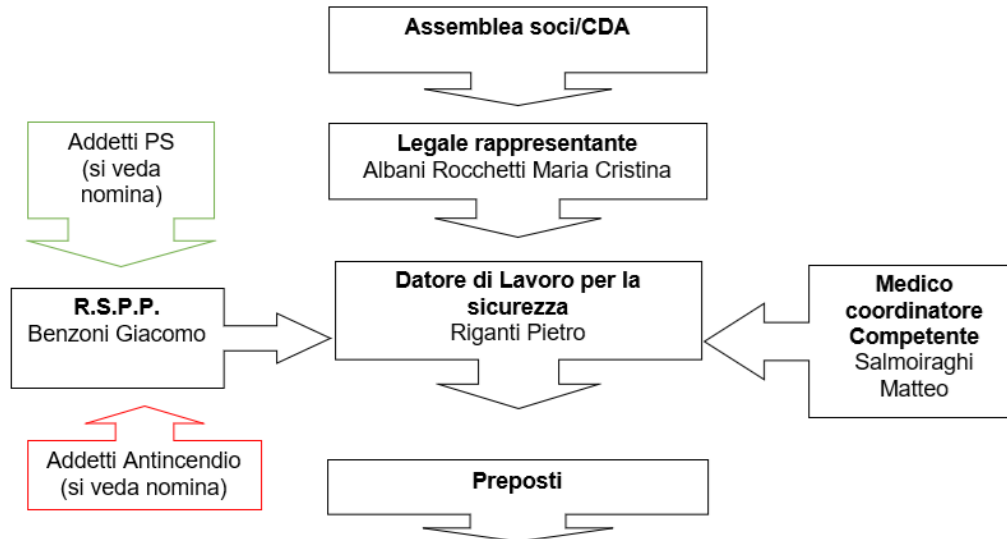 Assemblea soci/CDA
Legale rappresentante
Albani Rocchetti Maria Cristina
Addetti PS
(si veda
nomina)
R.S.P.P.
Benzoni Giacomo
Datore di Lavoro per la
sicurezza
Riganti Pietro
Medico
coordinatore
Competente
Salmoiraghi
Matteo
Addetti Antincendio
(si veda nomina)
Preposti